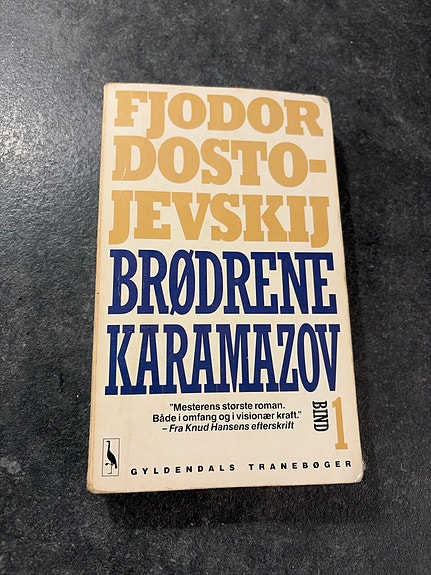 FJODOR
DOSTO-
JEVSKIJ
BRØDRENE
KARAMAZOV
BIND 1
"Mesterens største roman.
Både i omfang og i visionær kraft."
– Fra Knud Hansens efterskrift
GYLDENDALS TRANEBØGER